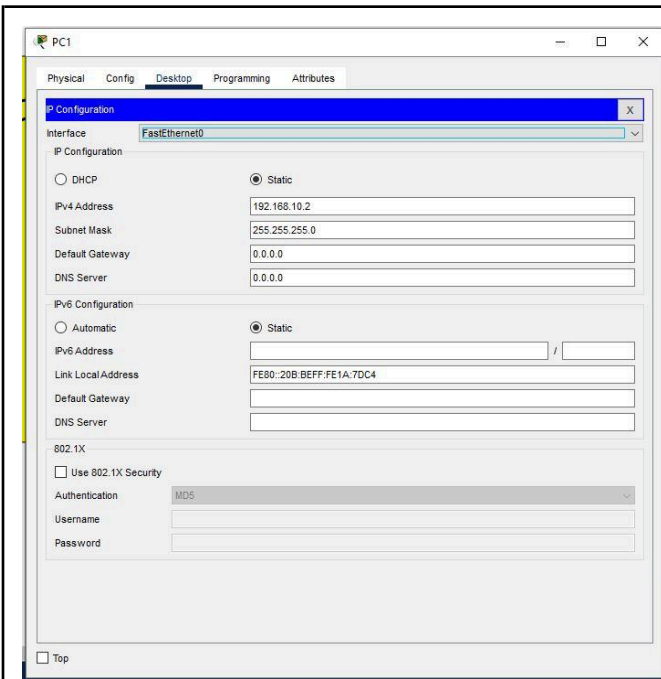 PC1
Physical Config Desktop Programming Attributes
IP Configuration X
Interface FastEthernet0
IP Configuration
DHCP Static
IPv4 Address 192.168.10.2
Subnet Mask 255.255.255.0
Default Gateway 0.0.0.0
DNS Server 0.0.0.0
IPv6 Configuration
Automatic Static
IPv6 Address /
Link Local Address FE80::20B:BEFF:FE1A:7DC4
Default Gateway
DNS Server
802.1X
Use 802.1X Security
Authentication MD5
Username
Password
Top